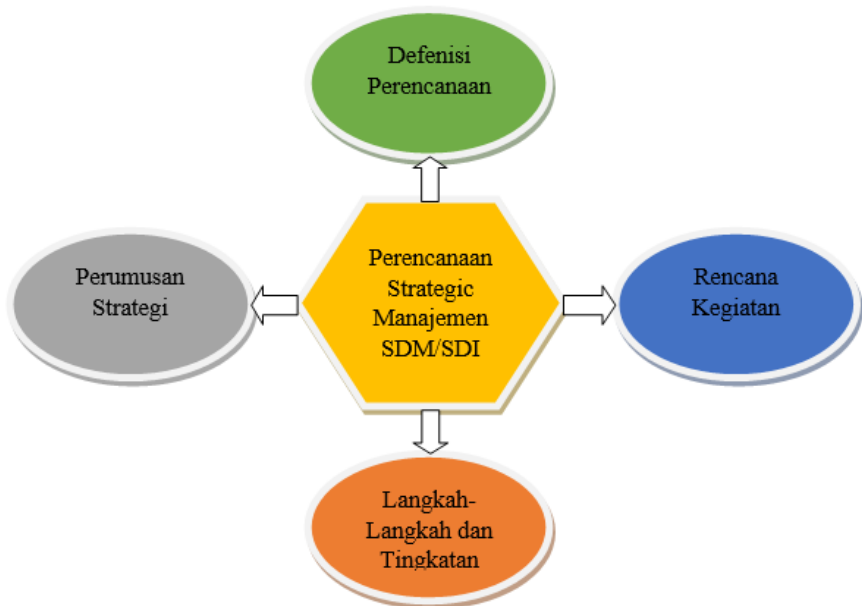 Defenisi
Perencanaan
Perumusan
Strategi
Perencanaan
Strategic
Manajemen
SDM/SDI
Rencana
Kegiatan
Langkah-
Langkah dan
Tingkatan